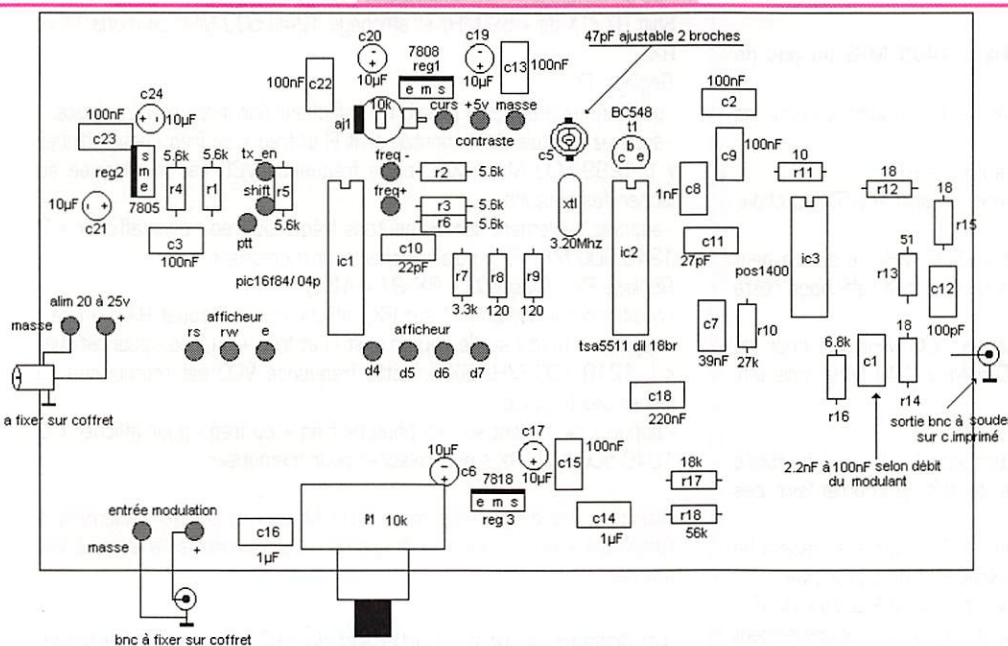 47pF ajustable 2 broches
c20
7808
c19
100nF
c22
reg1
c13
100nF
10µF
e m s
10µF
c24
100nF
10µF
c23
aj1
10k
curs +5v masse
contraste
BC548
t1
100nF
c2
c5
b
c e
c9
100nF
s
m
e
reg2
7805
5.6k
5.6k
tx_en
r4
r1
shift
r5
5.6k
ptt
freq -
r2
5.6k
freq+
r3
5.6k
r6
5.6k
xtl
3.20Mhz
1nF
c8
10
r11
18
r12
18
r15
10µF
c21
c3
100nF
ic1
pic16f84/04p
c10
22pF
ic2
c11
27pF
pos1400
ic3
51
r13
c12
100pF
r7
r8
r9
3.3k
120
120
tsa5511 dil 18br
c7
39nF
r10
27k
alim 20 à 25v
masse
+
afficheur
rs
rw
e
afficheur
d4
d5
d6
d7
6.8k
r16
c1
18
r14
a fixer sur coffret
c18
220nF
sortie bnc à soude
sur c.imprimé
2.2nF à 100nF selon débit
du modulant
10µF
c6
c17
10µF
100nF
c15
7818
e m s
reg 3
18k
r17
r18
56k
c14
1µF
entrée modulation
masse
c16
1µF
P1 10k
bnc à fixer sur coffret